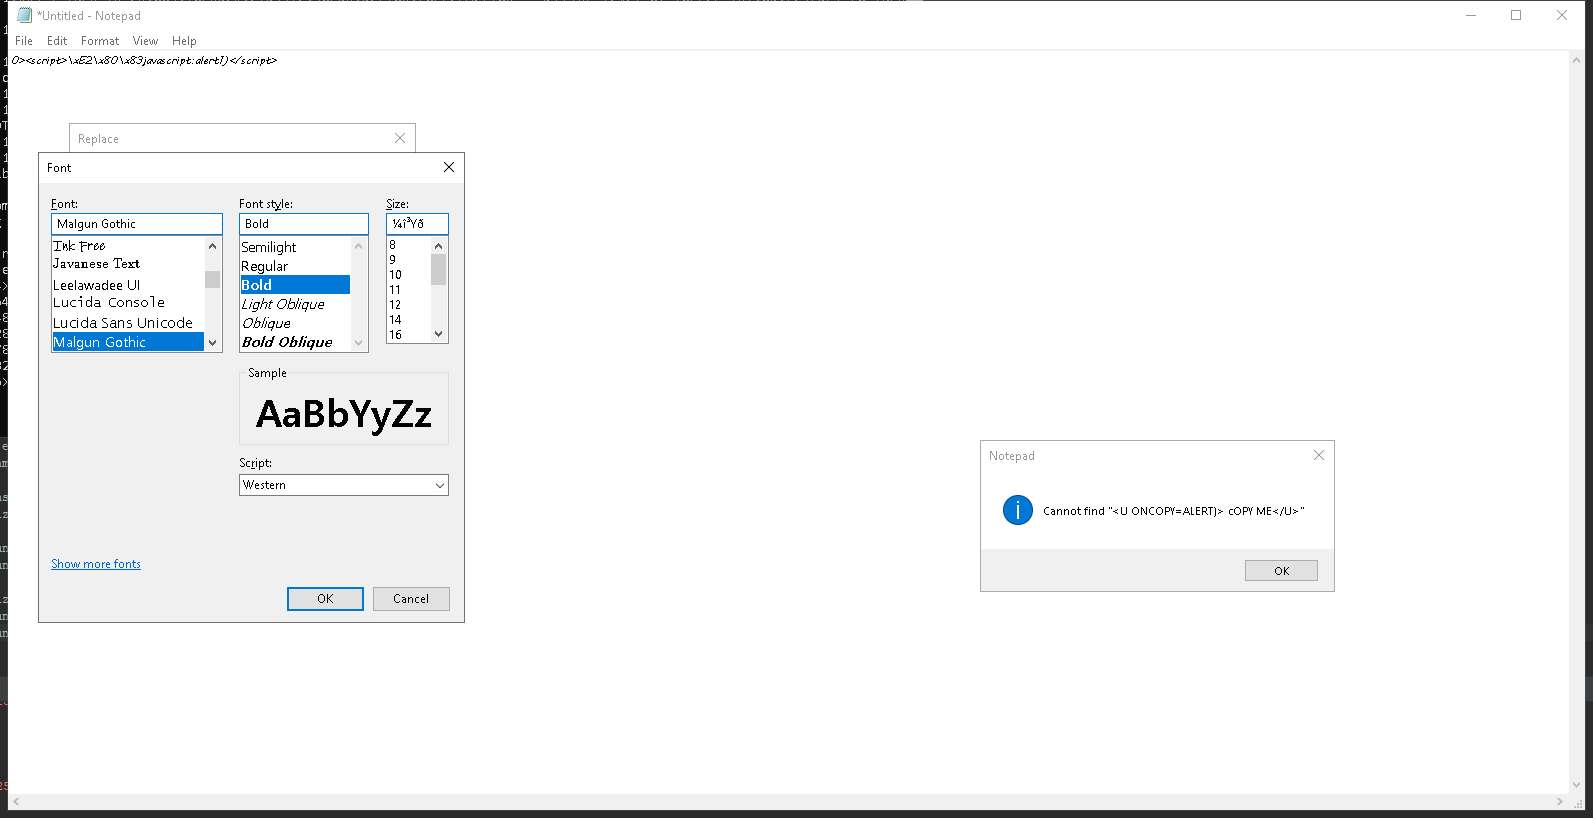 *Untitled - Notepad
File Edit Format View Help
0><script>\xE2\x80\x83javascript:alert1)</script>
Replace
Font
Font: Font style: Size:
Malgun Gothic Bold ¼î³Ýð
Ink Free Semilight 8
Javanese Text Regular 9
Leelawadee UI Bold 10
Lucida Console Light Oblique 11
Lucida Sans Unicode Oblique 12
Malgun Gothic Bold Oblique 14
16
Sample
AaBbYyZz
Script:
Western
Show more fonts
OK Cancel
Notepad
Cannot find "<U ONCOPY=ALERT)> cOPY ME</U>"
OK